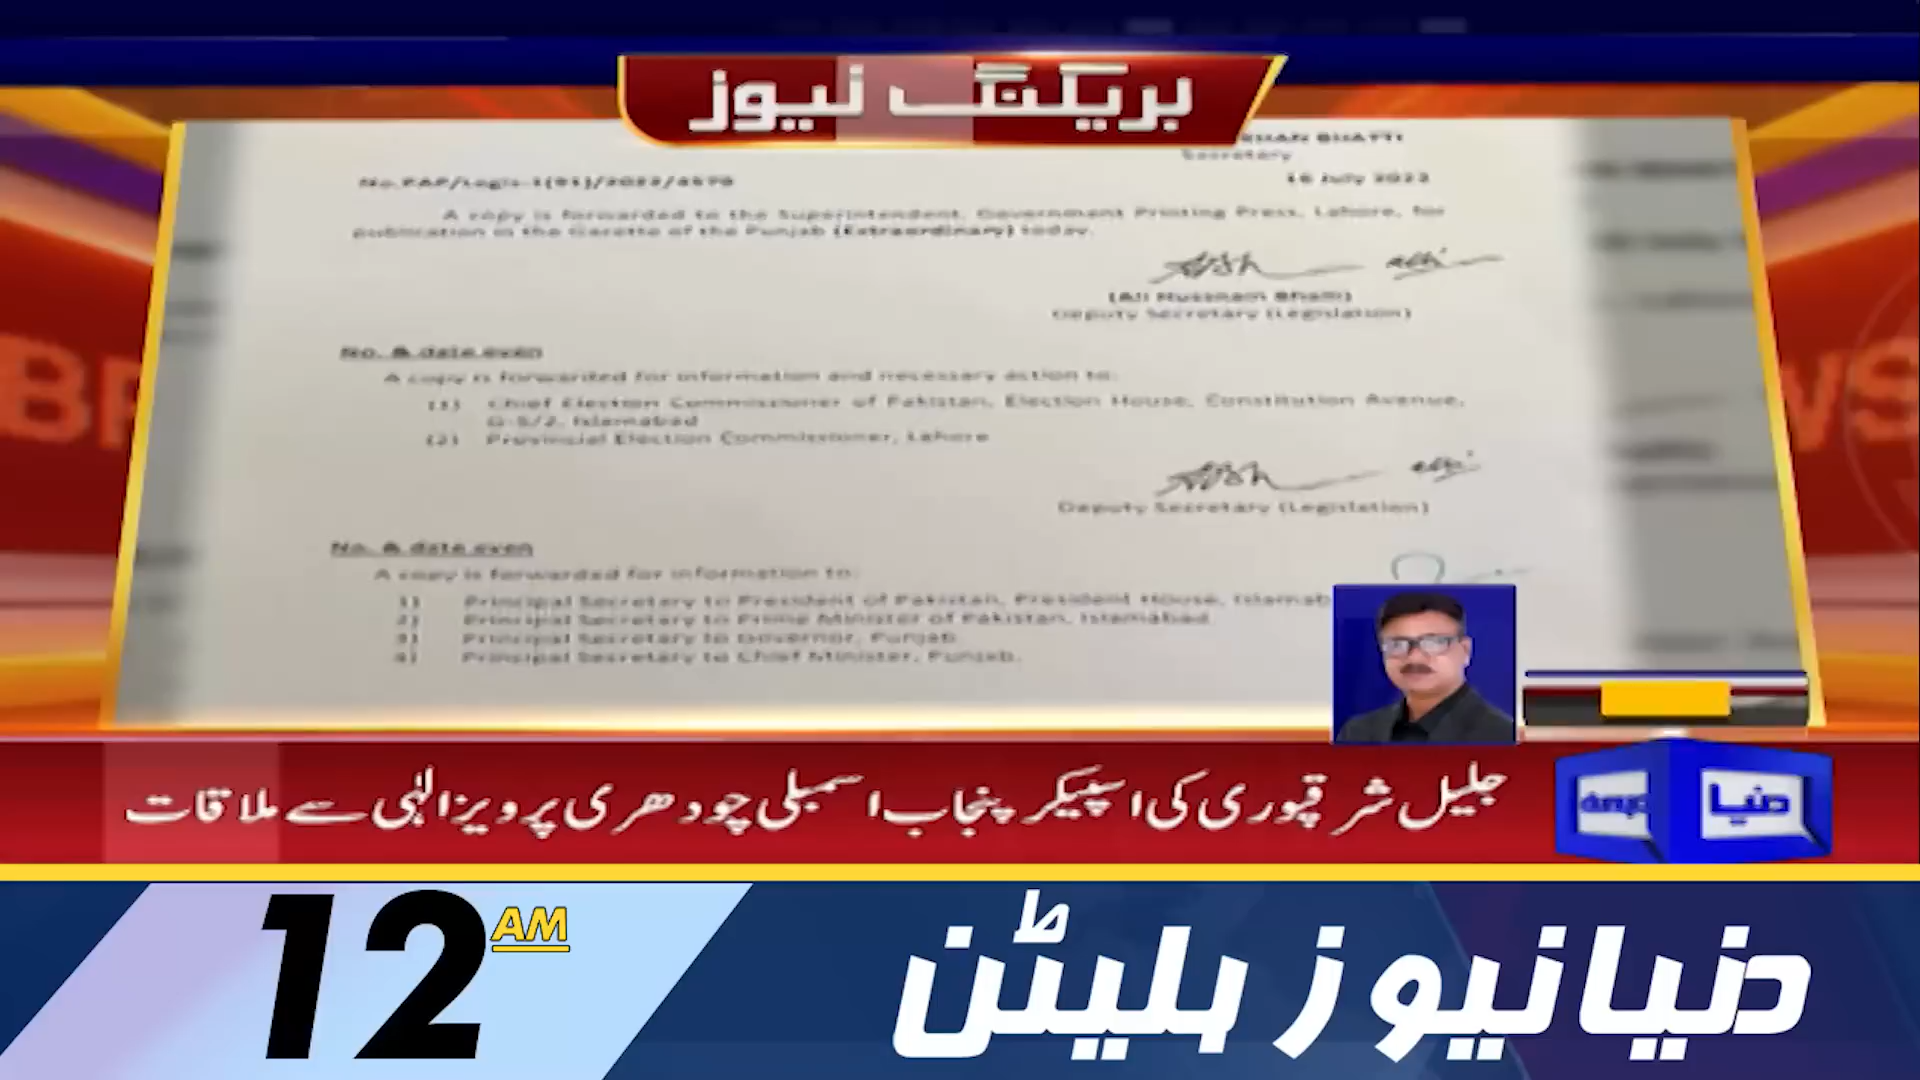 بریکنگ نیوز
BHATTI
Secretary
No.PAP/Legis-1(91)/2022/
July 2022
A copy is forwarded to the Superintendent, Government Printing Press, Lahore, for
publication in the Gazette of the Punjab (Extraordinary) today.
(Ali Hussnain Bhatti)
Deputy Secretary (Legislation)
No. & date even
A copy is forwarded for information and necessary action to:
(1) Chief Election Commissioner of Pakistan, Election House, Constitution Avenue,
G-5/2, Islamabad
(2) Provincial Election Commissioner, Lahore
Deputy Secretary (Legislation)
No. & date even
A copy is forwarded for information to:
1) Principal Secretary to President of Pakistan, President House, Islamab
2) Principal Secretary to Prime Minister of Pakistan, Islamabad
3) Principal Secretary to Governor, Punjab
4) Principal Secretary to Chief Minister, Punjab.
جلیل شرقپوری کی اسپیکر پنجاب اسمبلی چودھری پرویز الٰہی سے ملاقات
دنیا
12 AM
دنیا نیوز بلیٹن